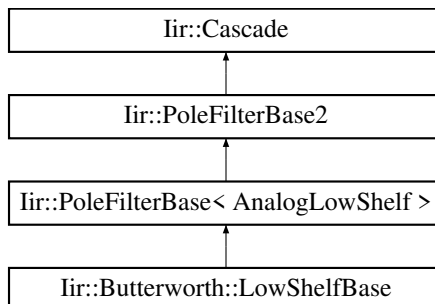 Iir::Cascade
Iir::PoleFilterBase2
Iir::PoleFilterBase< AnalogLowShelf >
Iir::Butterworth::LowShelfBase